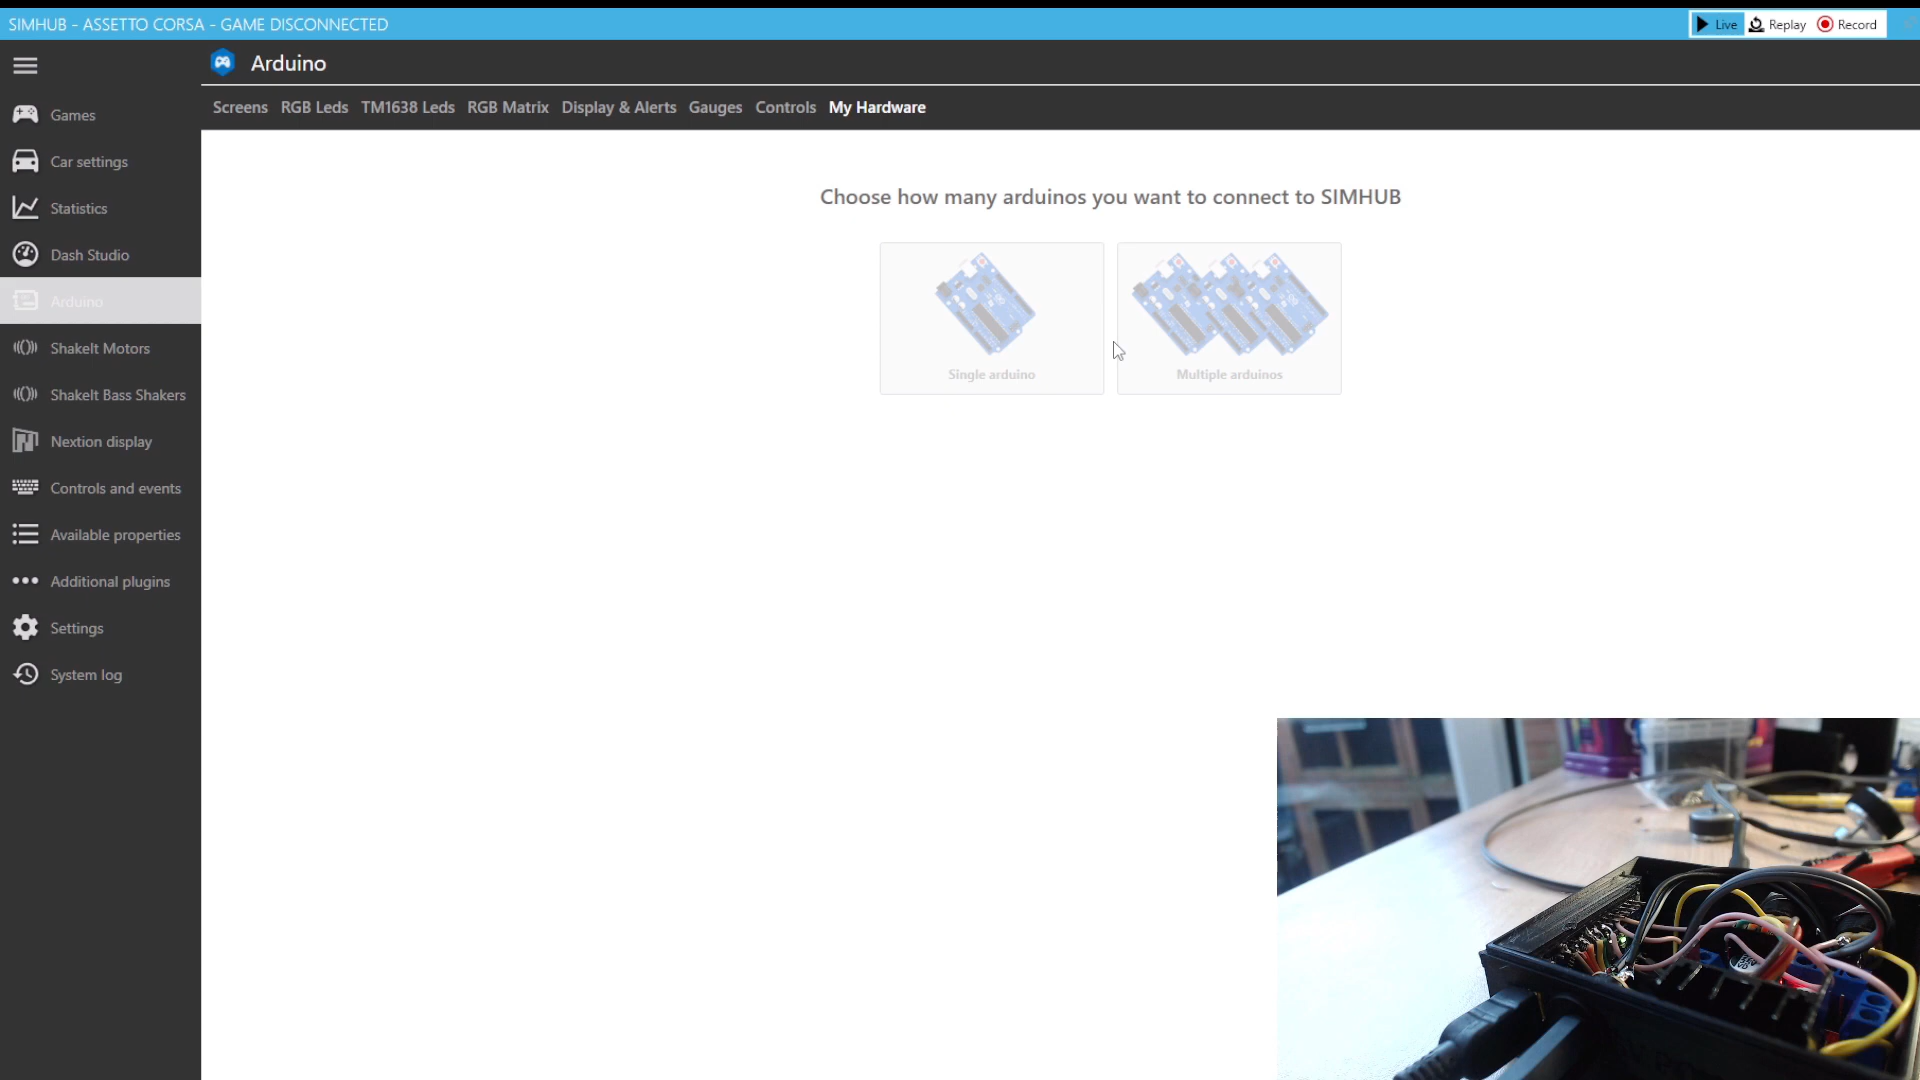 SIMHUB - ASSETTO CORSA - GAME DISCONNECTED
Live Replay Record
Arduino
Screens RGB Leds TM1638 Leds RGB Matrix Display & Alerts Gauges Controls My Hardware
Games
Car settings
Statistics
Dash Studio
Arduino
ShakeIt Motors
ShakeIt Bass Shakers
Nextion display
Controls and events
Available properties
Additional plugins
Settings
System log
Choose how many arduinos you want to connect to SIMHUB
Single arduino
Multiple arduinos